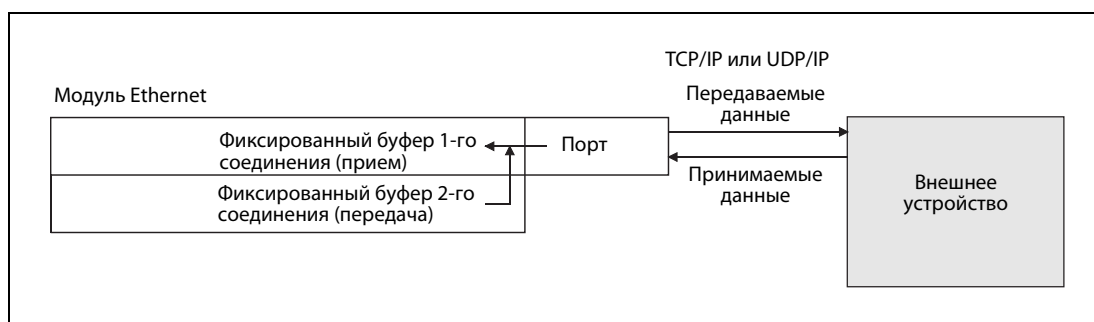 TCP/IP или UDP/IP
Модуль Ethernet
Передаваемые
данные
Фиксированный буфер 1-го
соединения (прием)
Порт
Фиксированный буфер 2-го
соединения (передача)
Принимаемые
данные
Внешнее
устройство